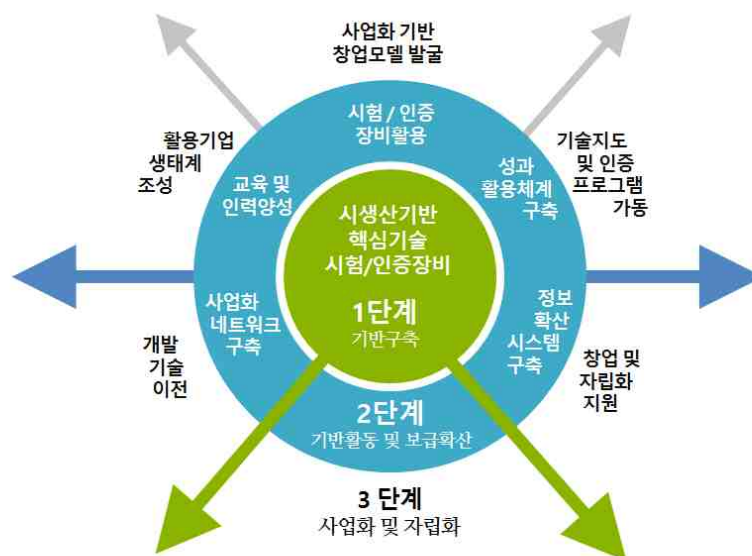 사업화 기반
창업모델 발굴
시험 / 인증
장비활용
활용기업
생태계
조성
기술지도
및 인증
프로그램
가동
교육 및
인력양성
성과
활용체계
구축
시생산기반
핵심기술
시험/인증장비
1단계
기반구축
사업화
네트워크
구축
정보
확산
시스템
구축
개발
기술
이전
창업 및
자립화
지원
2단계
기반활동 및 보급확산
3 단계
사업화 및 자립화